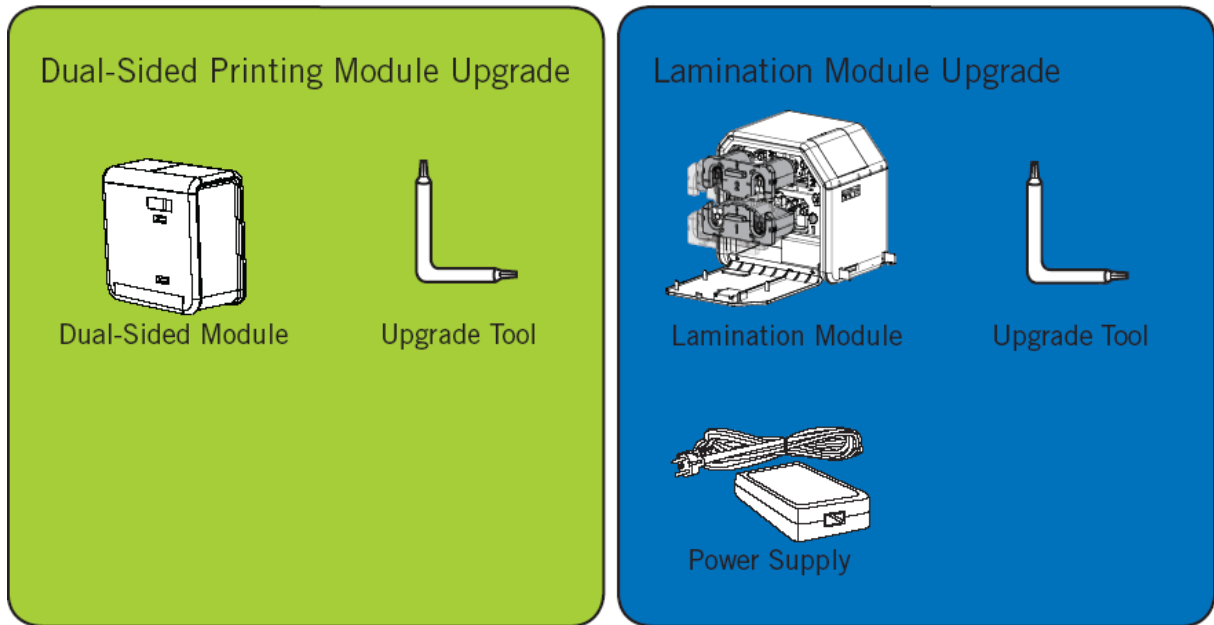 Dual-Sided Printing Module Upgrade
Dual-Sided Module
Upgrade Tool
Lamination Module Upgrade
Lamination Module
Upgrade Tool
Power Supply